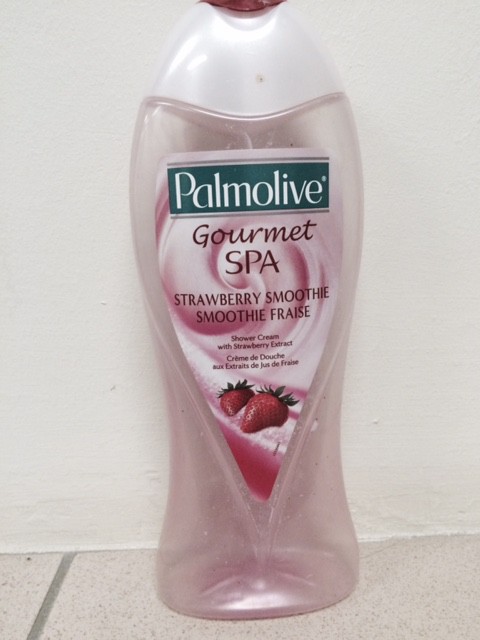 Palmolive®
Gourmet
SPA
STRAWBERRY SMOOTHIE
SMOOTHIE FRAISE
Shower Cream
with Strawberry Extract
Crème de Douche
aux Extraits de Jus de Fraise